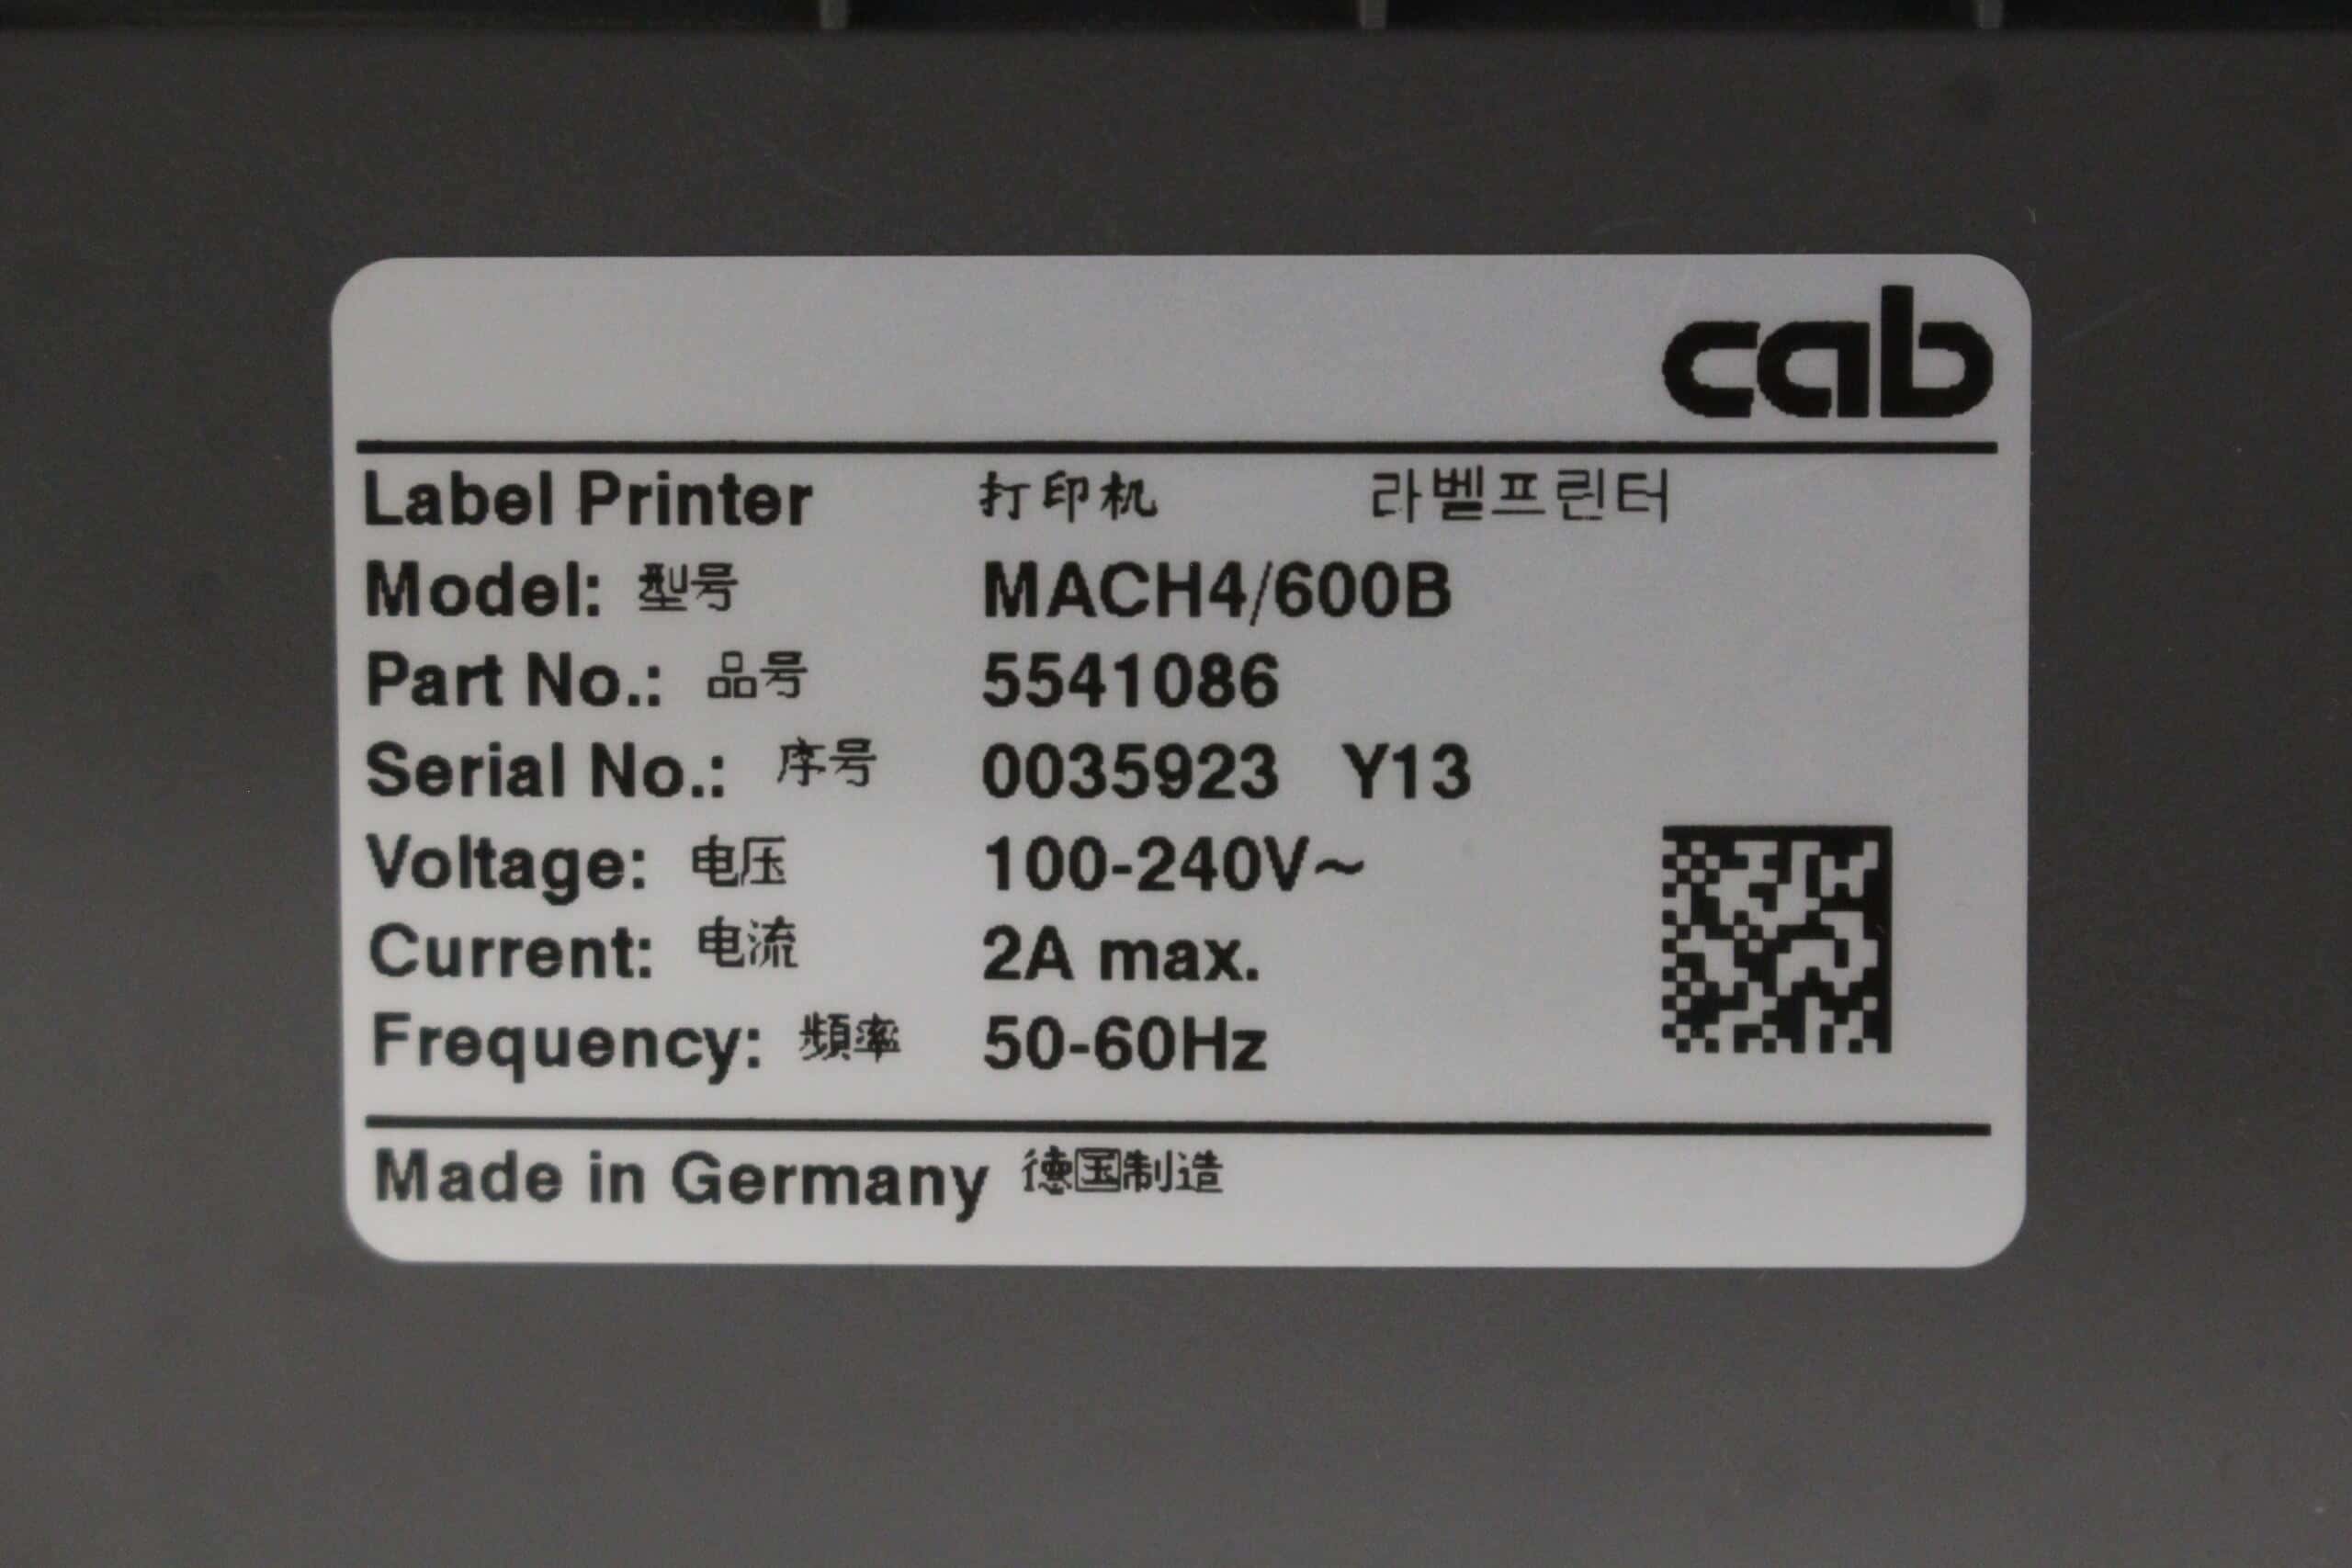 cab
Label Printer 打印机 라벨프린터
Model: 型号 MACH4/600B
Part No.: 品号 5541086
Serial No.: 序号 0035923 Y13
Voltage: 电压 100-240V~
Current: 电流 2A max.
Frequency: 頻率 50-60Hz
Made in Germany 德国制造